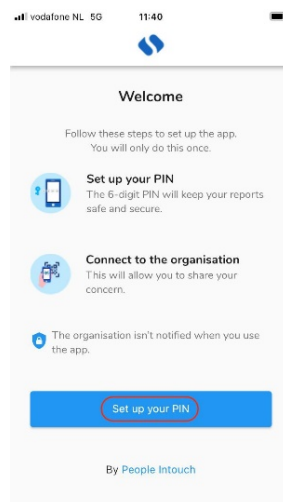 vodafone NL 5G 11:40
Welcome
Follow these steps to set up the app.
You will only do this once.
Set up your PIN
The 6-digit PIN will keep your reports
safe and secure.
Connect to the organisation
This will allow you to share your
concern.
The organisation isn't notified when you use
the app.
Set up your PIN
By People Intouch